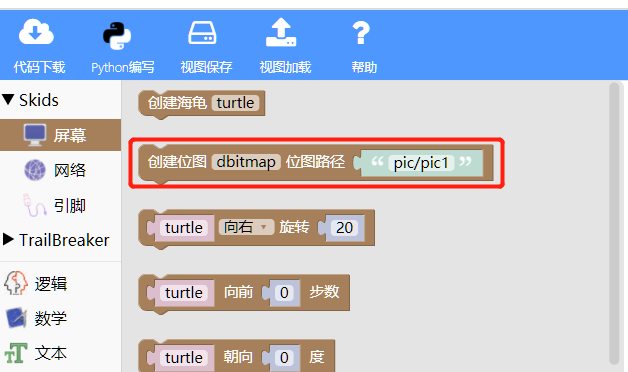 代码下载 Python编写 视图保存 视图加载 帮助
Skids
屏幕
网络
引脚
TrailBreaker
逻辑
数学
文本
创建海龟 turtle
创建位图 dbitmap 位图路径 “ pic/pic1 ”
turtle 向右 旋转 20
turtle 向前 0 步数
turtle 朝向 0 度